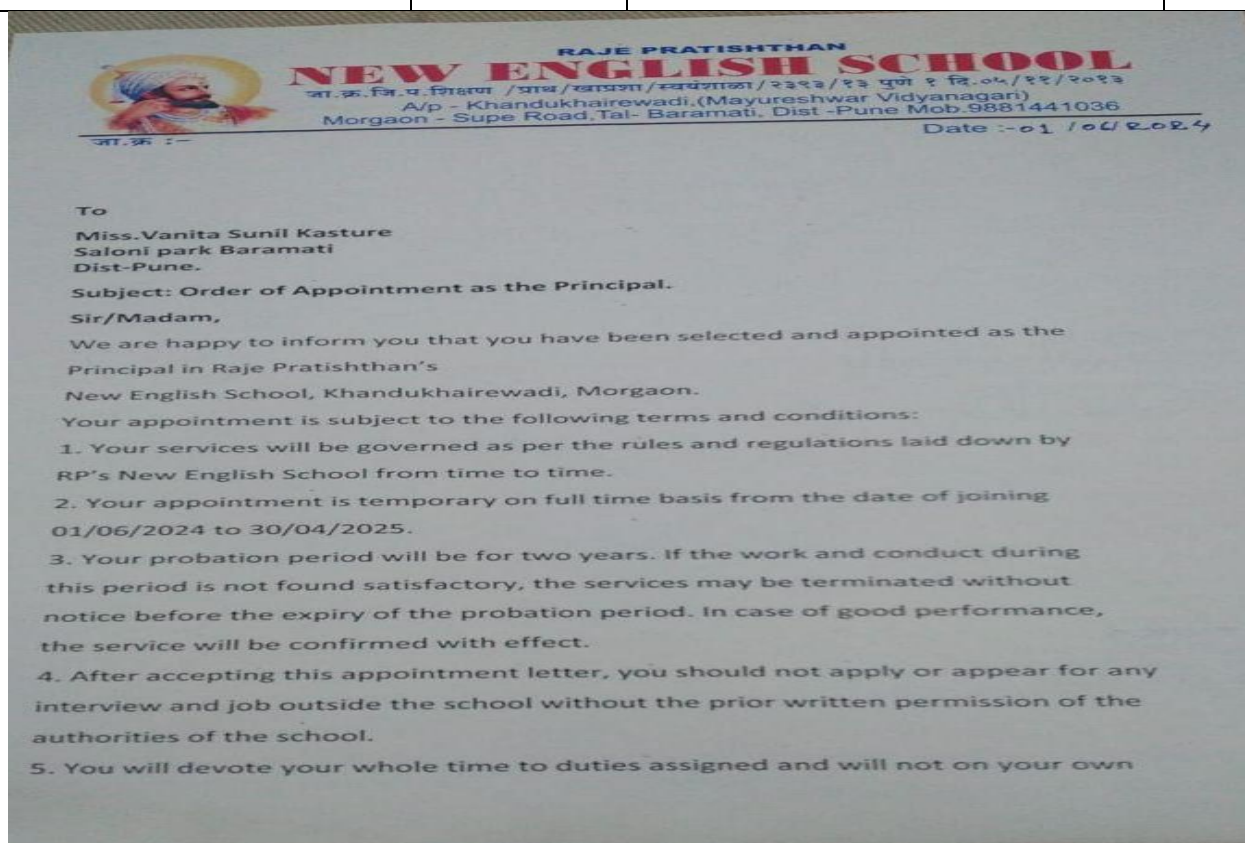 RAJE PRATISHTHAN
NEW ENGLISH SCHOOL
जा.क्र.जि.प.शिक्षण /प्राथ/खाप्रशा/स्वयंशाळा/२३९३/१३ पुणे १ दि.०५/११/२०१३
A/p - Khandukhairewadi,(Mayureshwar Vidyanagari)
Morgaon - Supe Road,Tal- Baramati, Dist -Pune Mob.9881441036
जा.क्र :-
Date :-01 /06/2024
To
Miss.Vanita Sunil Kasture
Saloni park Baramati
Dist-Pune.
Subject: Order of Appointment as the Principal.
Sir/Madam,
We are happy to inform you that you have been selected and appointed as the
Principal in Raje Pratishthan's
New English School, Khandukhairewadi, Morgaon.
Your appointment is subject to the following terms and conditions:
1. Your services will be governed as per the rules and regulations laid down by
RP's New English School from time to time.
2. Your appointment is temporary on full time basis from the date of joining
01/06/2024 to 30/04/2025.
3. Your probation period will be for two years. If the work and conduct during
this period is not found satisfactory, the services may be terminated without
notice before the expiry of the probation period. In case of good performance,
the service will be confirmed with effect.
4. After accepting this appointment letter, you should not apply or appear for any
interview and job outside the school without the prior written permission of the
authorities of the school.
5. You will devote your whole time to duties assigned and will not on your own